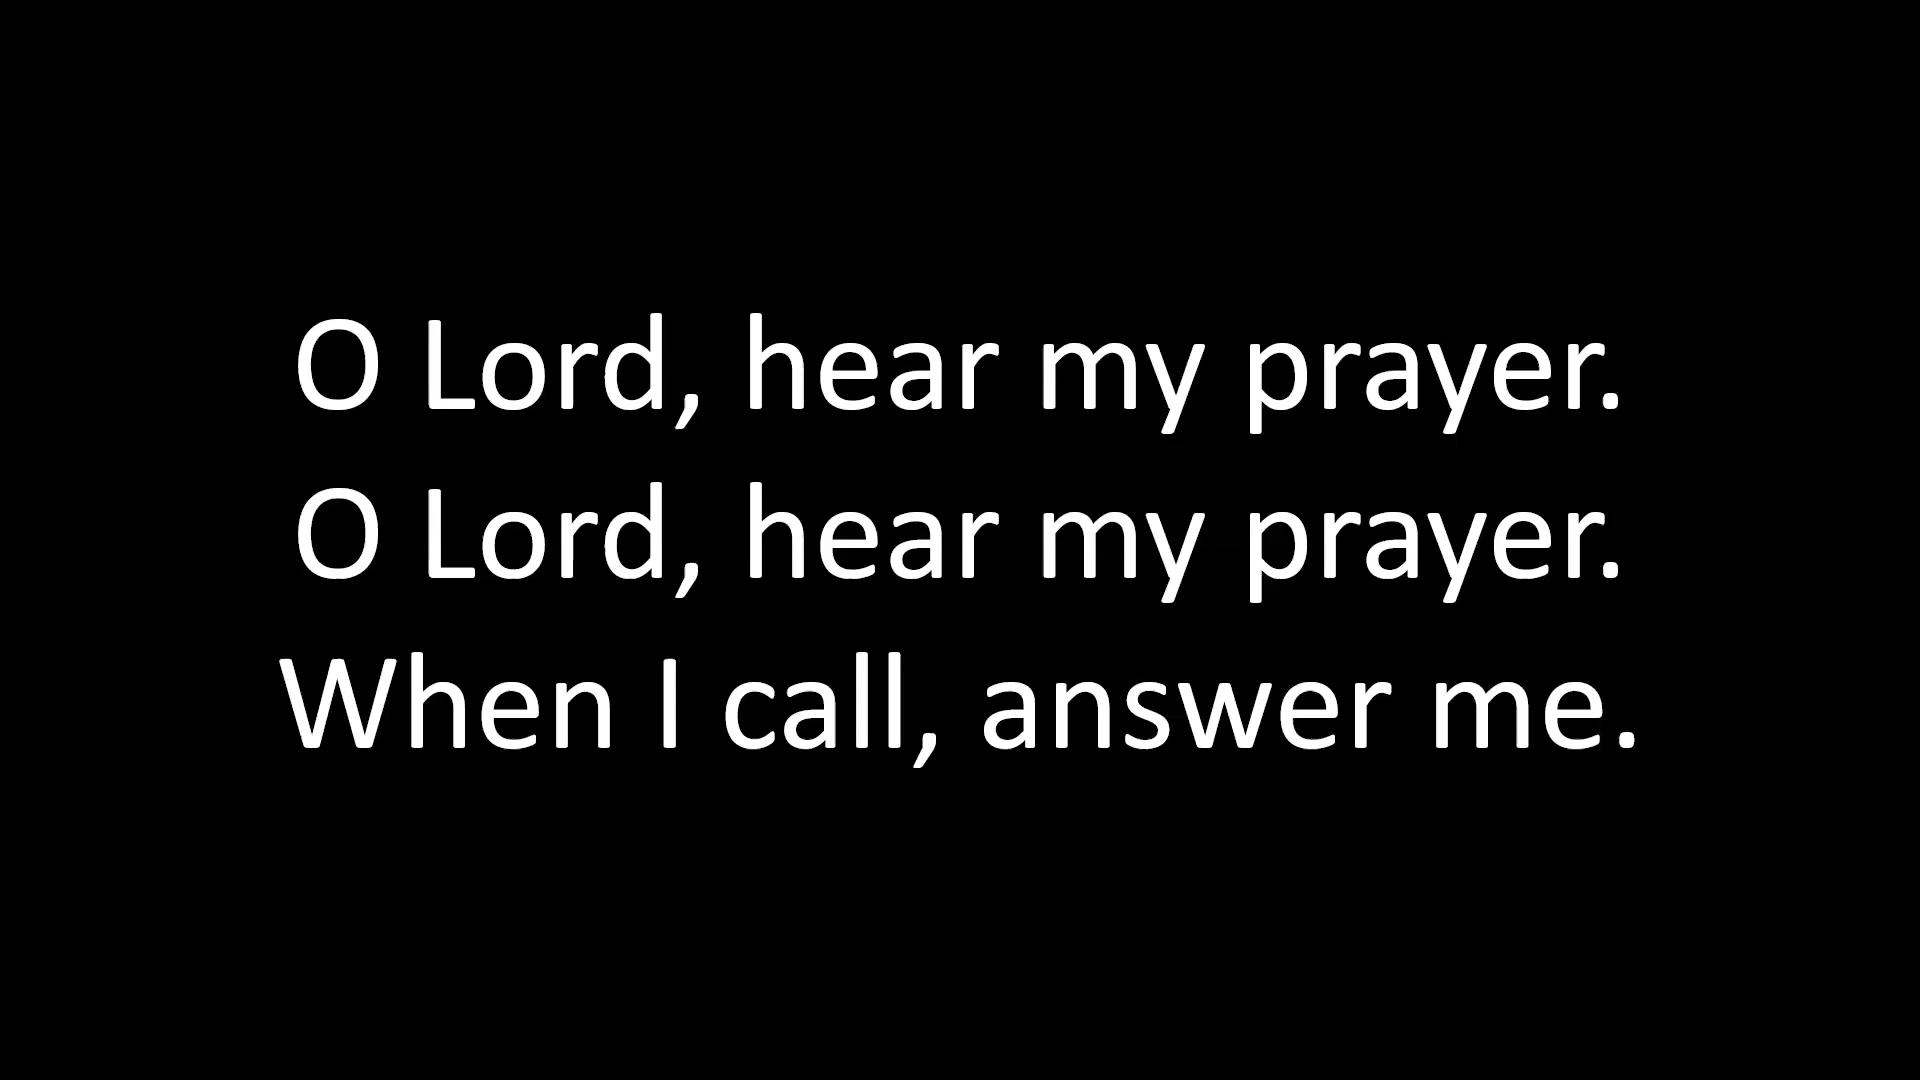 O Lord, hear my prayer.
O Lord, hear my prayer.
When I call, answer me.